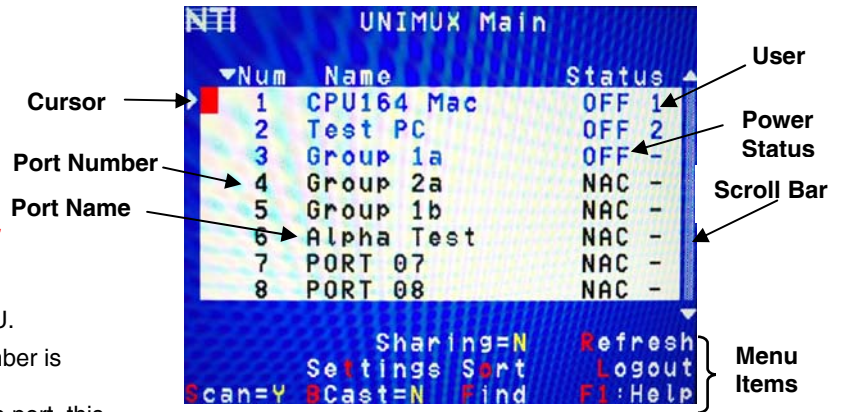 NTI UNIMUX Main
▼Num Name Status
1 CPU164 Mac OFF 1
2 Test PC OFF 2
3 Group 1a OFF -
4 Group 2a NAC -
5 Group 1b NAC -
6 Alpha Test NAC -
7 PORT 07 NAC -
8 PORT 08 NAC -
Sharing=N Refresh
Settings Sort Logout
Scan=Y BCast=N Find F1:Help
Cursor
Port Number
Port Name
User
Power
Status
Scroll Bar
Menu
Items
ber is
port, this